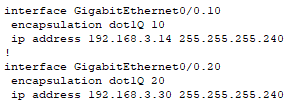 interface GigabitEthernet0/0.10
encapsulation dot1Q 10
ip address 192.168.3.14 255.255.255.240
!
interface GigabitEthernet0/0.20
encapsulation dot1Q 20
ip address 192.168.3.30 255.255.255.240